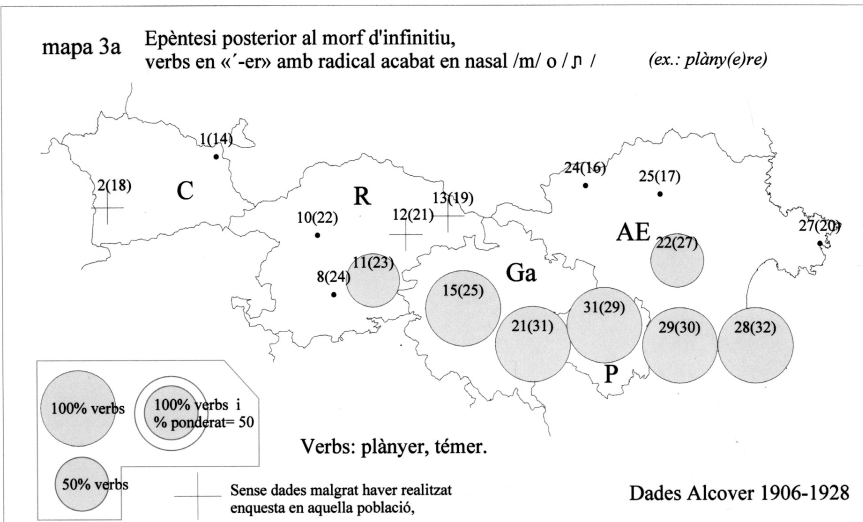 mapa 3a
Epèntesi posterior al morf d'infinitiu,
verbs en «´-er» amb radical acabat en nasal /m/ o /ɲ / (ex.: plàny(e)re)
1(14)
2(18)
C
24(16)
25(17)
R
13(19)
10(22)
12(21)
27(20)
AE
22(27)
11(23)
Ga
8(24)
15(25)
31(29)
21(31)
29(30)
28(32)
P
100% verbs
100% verbs i
% ponderat= 50
50% verbs
Verbs: plànyer, témer.
Sense dades malgrat haver realitzat
enquesta en aquella població,
Dades Alcover 1906-1928